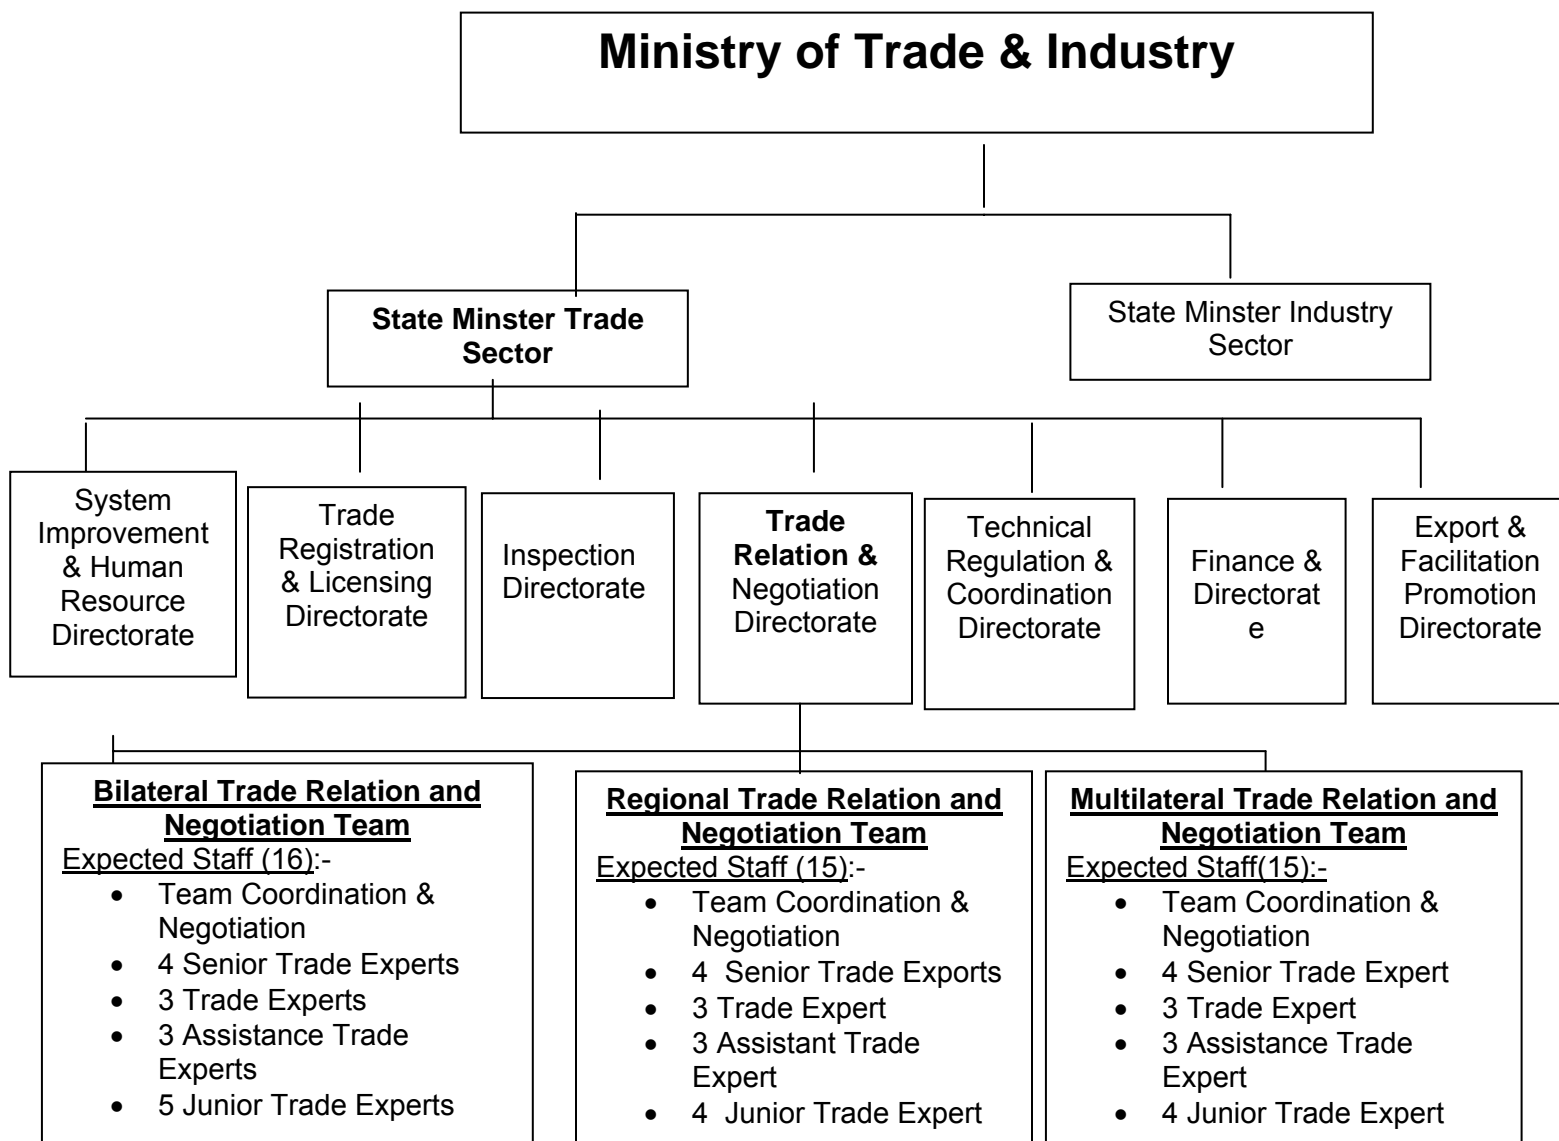 Ministry of Trade & Industry
State Minster Trade
Sector
State Minster Industry
Sector
System
Improvement
& Human
Resource
Directorate
Trade
Registration
& Licensing
Directorate
Inspection
Directorate
Trade
Relation &
Negotiation
Directorate
Technical
Regulation &
Coordination
Directorate
Finance &
Directorat
e
Export &
Facilitation
Promotion
Directorate
Bilateral Trade Relation and
Negotiation Team
Expected Staff (16):-
• Team Coordination &
Negotiation
• 4 Senior Trade Experts
• 3 Trade Experts
• 3 Assistance Trade
Experts
• 5 Junior Trade Experts
Regional Trade Relation and
Negotiation Team
Expected Staff (15):-
• Team Coordination &
Negotiation
• 4 Senior Trade Exports
• 3 Trade Expert
• 3 Assistant Trade
Expert
• 4 Junior Trade Expert
Multilateral Trade Relation and
Negotiation Team
Expected Staff(15):-
• Team Coordination &
Negotiation
• 4 Senior Trade Expert
• 3 Trade Expert
• 3 Assistance Trade
Expert
• 4 Junior Trade Expert